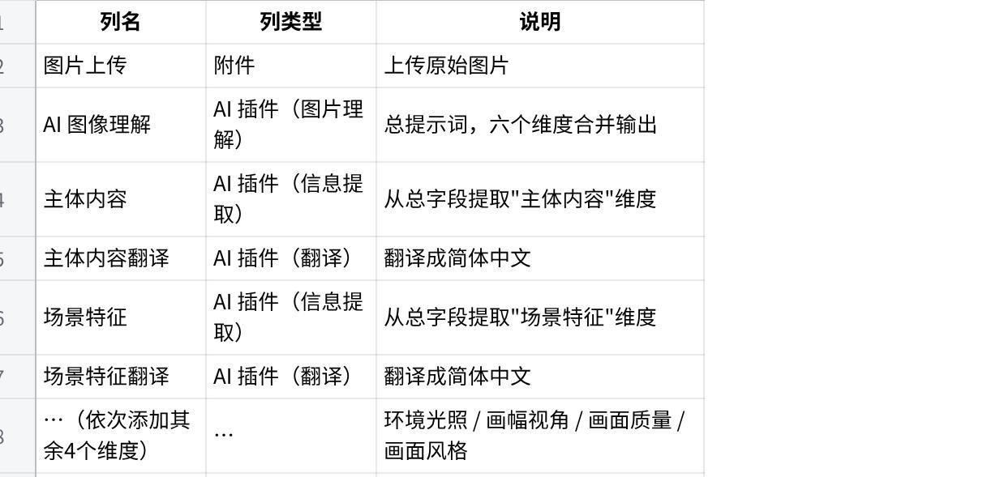 列名 列类型 说明
2 图片上传 附件 上传原始图片
AI 图像理解 AI 插件（图片理
解） 总提示词，六个维度合并输出
主体内容 AI 插件（信息提
取） 从总字段提取"主体内容"维度
5 主体内容翻译 AI 插件（翻译） 翻译成简体中文
6 场景特征 AI 插件（信息提
取） 从总字段提取"场景特征"维度
7 场景特征翻译 AI 插件（翻译） 翻译成简体中文
…（依次添加其
余4个维度） … 环境光照 / 画幅视角 / 画面质量 /
画面风格